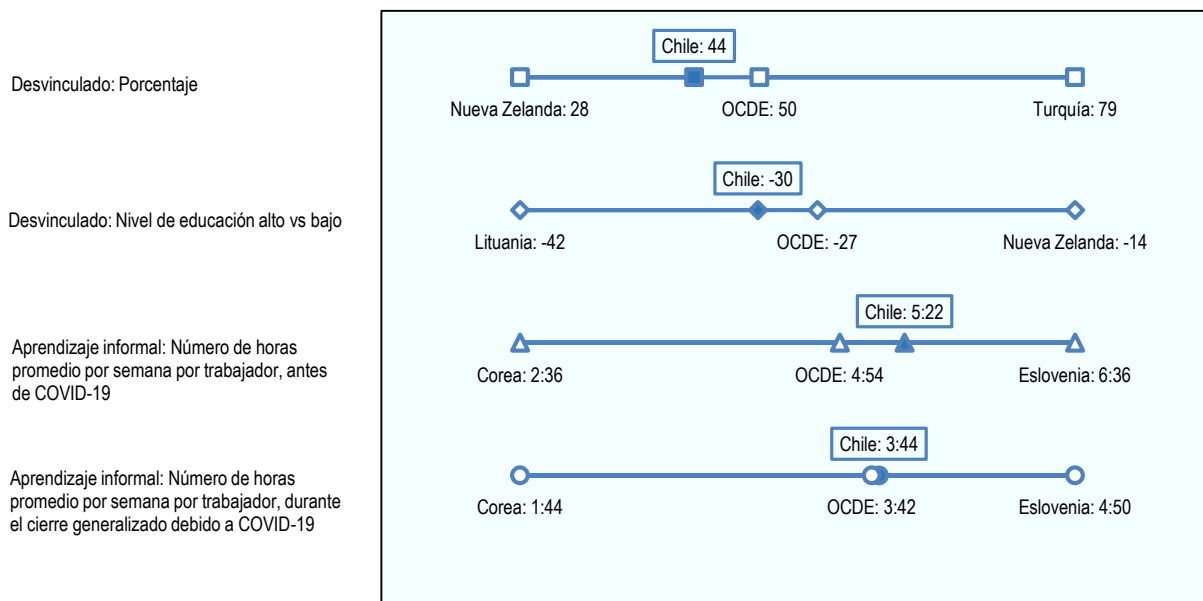 Chile: 44
Desvinculado: Porcentaje
Nueva Zelanda: 28
OCDE: 50
Turquía: 79
Chile: -30
Desvinculado: Nivel de educación alto vs bajo
Lituania: -42
OCDE: -27
Nueva Zelanda: -14
Chile: 5:22
Aprendizaje informal: Número de horas
promedio por semana por trabajador, antes
de COVID-19
Corea: 2:36
OCDE: 4:54
Eslovenia: 6:36
Chile: 3:44
Aprendizaje informal: Número de horas
promedio por semana por trabajador, durante
el cierre generalizado debido a COVID-19
Corea: 1:44
OCDE: 3:42
Eslovenia: 4:50